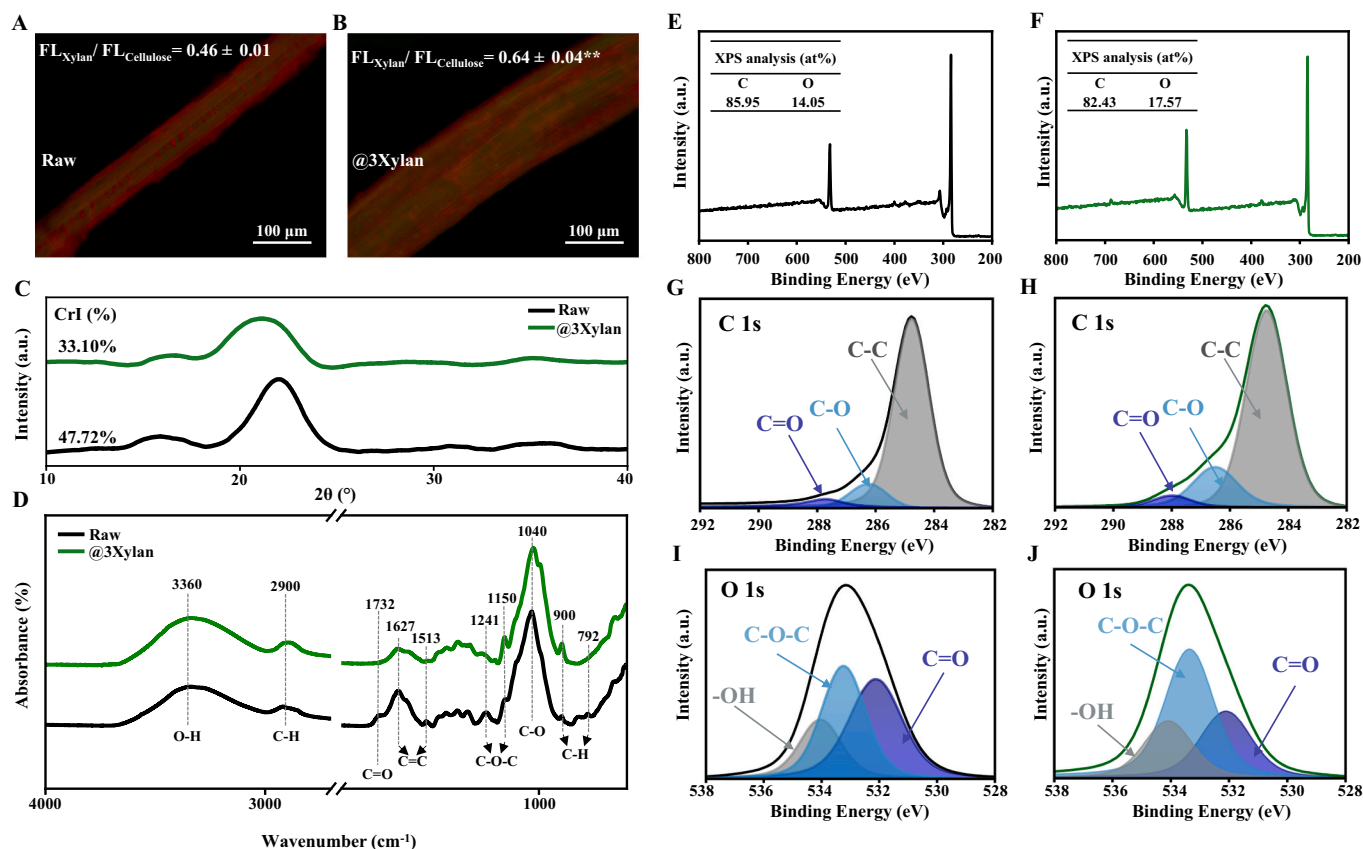 A
FL_Xylan/ FL_Cellulose= 0.46 ± 0.01
Raw
100 μm
B
FL_Xylan/ FL_Cellulose= 0.64 ± 0.04**
@3Xylan
100 μm
C
CrI (%)
33.10%
47.72%
Raw
@3Xylan
Intensity (a.u.)
10 20 30 40
2θ (°)
D
Raw
@3Xylan
3360
2900
1732
1627
1513
1241
1150
1040
900
792
O-H
C-H
C=O
C=C
C-O-C
C-O
C-H
Absorbance (%)
4000 3000 1000
Wavenumber (cm⁻¹)
E
XPS analysis (at%)
C O
85.95 14.05
Intensity (a.u.)
800 700 600 500 400 300 200
Binding Energy (eV)
F
XPS analysis (at%)
C O
82.43 17.57
Intensity (a.u.)
800 700 600 500 400 300 200
Binding Energy (eV)
G
C 1s
C-C
C-O
C=O
Intensity (a.u.)
292 290 288 286 284 282
Binding Energy (eV)
H
C 1s
C-C
C-O
C=O
Intensity (a.u.)
292 290 288 286 284 282
Binding Energy (eV)
I
O 1s
C-O-C
C=O
-OH
Intensity (a.u.)
538 536 534 532 530 528
Binding Energy (eV)
J
O 1s
C-O-C
C=O
-OH
Intensity (a.u.)
538 536 534 532 530 528
Binding Energy (eV)